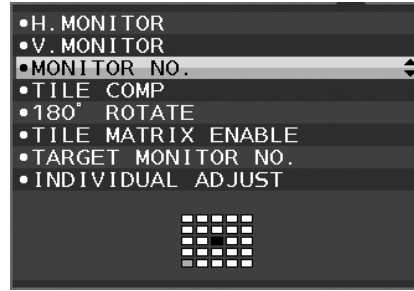 •H.MONITOR
•V.MONITOR
•MONITOR NO.
•TILE COMP
•180° ROTATE
•TILE MATRIX ENABLE
•TARGET MONITOR NO.
•INDIVIDUAL ADJUST